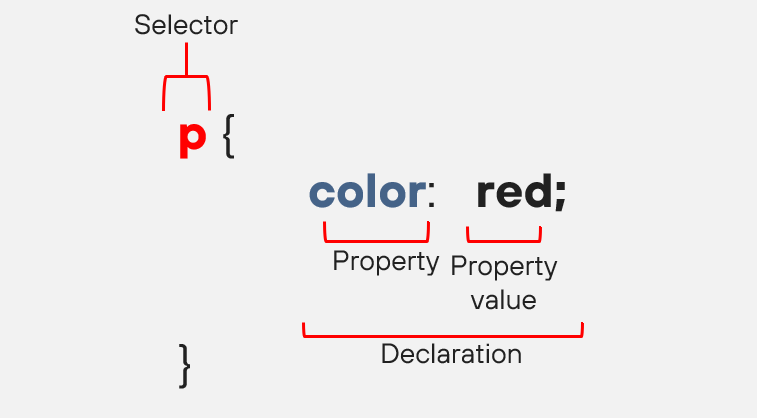 Selector
p {
color: red;
Property Property
value
Declaration
}